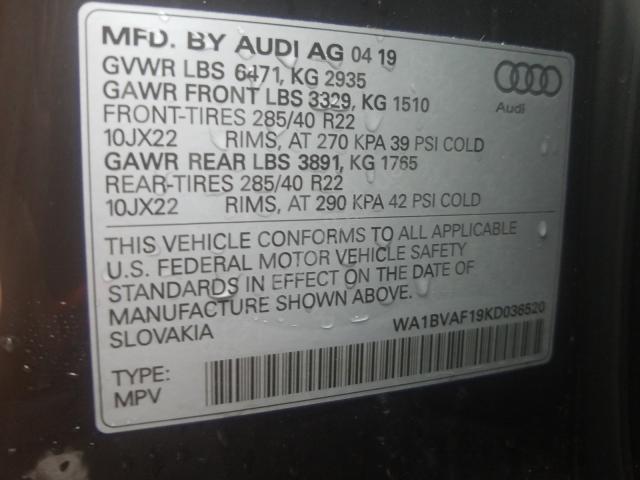 MFD. BY AUDI AG 04 19
GVWR LBS 6471, KG 2935
GAWR FRONT LBS 3329, KG 1510
FRONT-TIRES 285/40 R22
10JX22 RIMS, AT 270 KPA 39 PSI COLD
GAWR REAR LBS 3891, KG 1765
REAR-TIRES 285/40 R22
10JX22 RIMS, AT 290 KPA 42 PSI COLD
Audi
THIS VEHICLE CONFORMS TO ALL APPLICABLE
U.S. FEDERAL MOTOR VEHICLE SAFETY
STANDARDS IN EFFECT ON THE DATE OF
MANUFACTURE SHOWN ABOVE.
SLOVAKIA WA1BVAF19KD036520
TYPE:
MPV